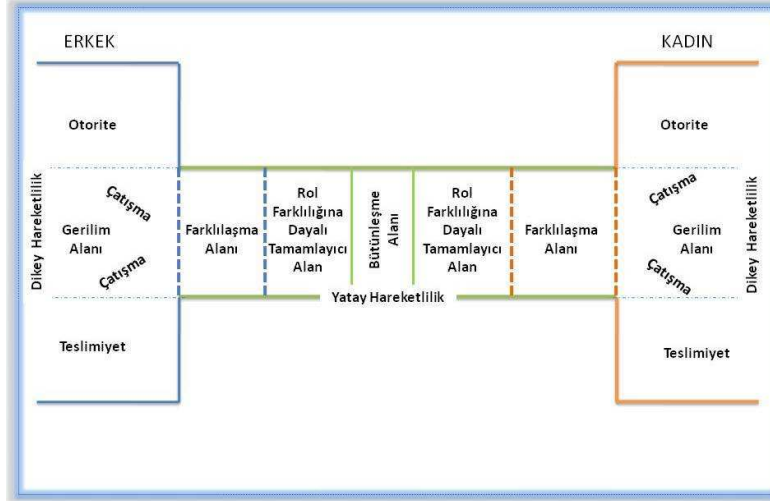 ERKEK
KADIN
Otorite
Otorite
Dikey Hareketlilik
Çatışma
Gerilim
Alanı
Çatışma
Farklılaşma
Alanı
Rol
Farklılığına
Dayalı
Tamamlayıcı
Alan
Bütünleşme
Alanı
Rol
Farklılığına
Dayalı
Tamamlayıcı
Alan
Farklılaşma
Alanı
Çatışma
Gerilim
Alanı
Çatışma
Dikey Hareketlilik
Yatay Hareketlilik
Teslimiyet
Teslimiyet